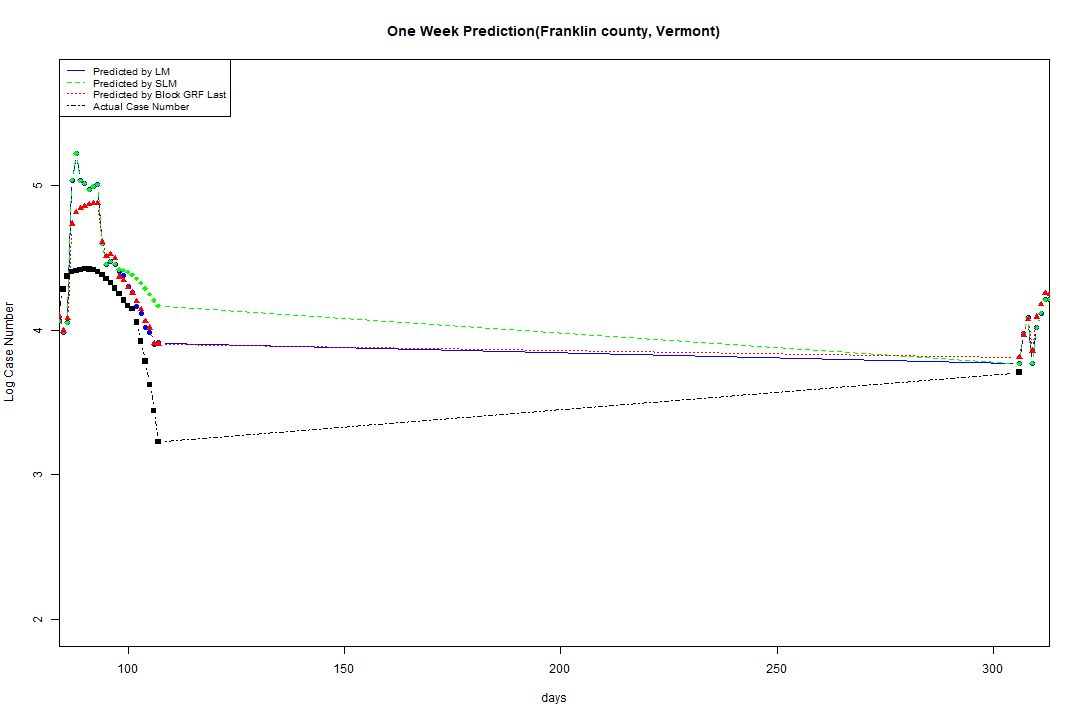 One Week Prediction(Franklin county, Vermont)
Predicted by LM
Predicted by SLM
Predicted by Block GRF Last
Actual Case Number
5
4
3
2
Log Case Number
100 150 200 250 300
days